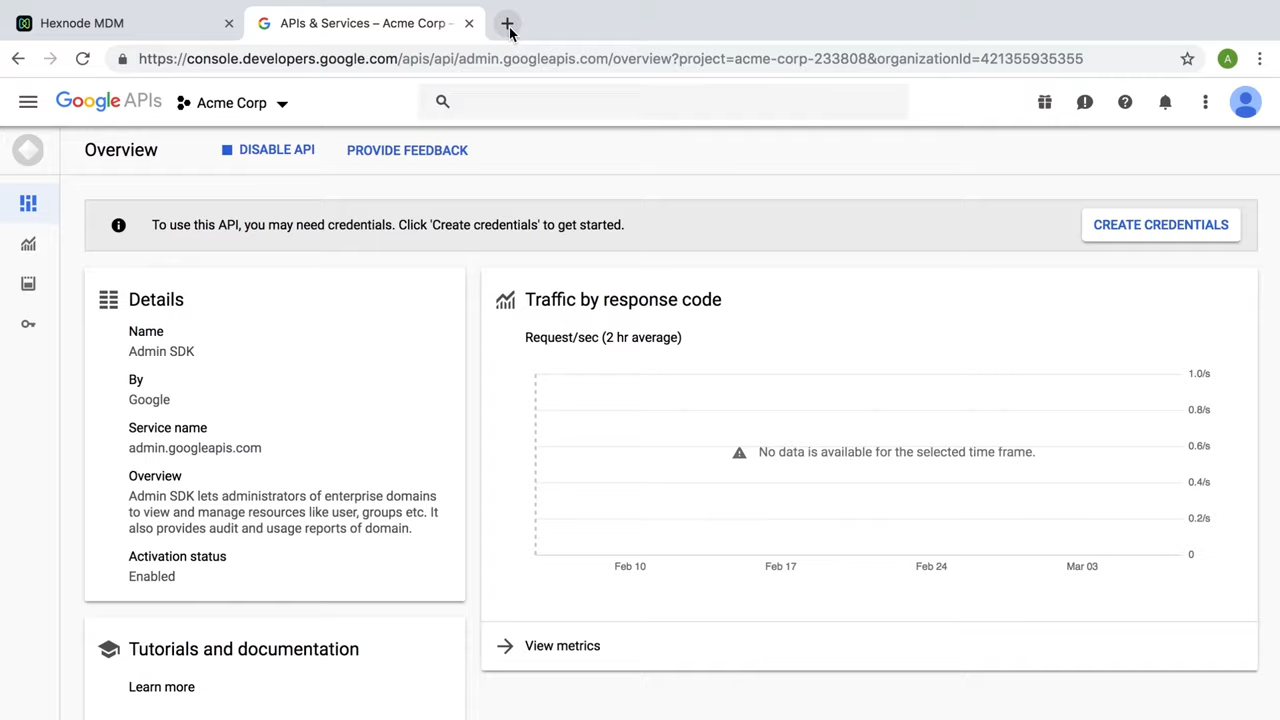 Hexnode MDM
APIs & Services – Acme Corp –
https://console.developers.google.com/apis/api/admin.googleapis.com/overview?project=acme-corp-233808&organizationId=421355935355
A
Google APIs
Acme Corp
Overview
DISABLE API
PROVIDE FEEDBACK
To use this API, you may need credentials. Click 'Create credentials' to get started.
CREATE CREDENTIALS
Details
Name
Admin SDK
By
Google
Service name
admin.googleapis.com
Overview
Admin SDK lets administrators of enterprise domains
to view and manage resources like user, groups etc. It
also provides audit and usage reports of domain.
Activation status
Enabled
Tutorials and documentation
Learn more
Traffic by response code
Request/sec (2 hr average)
1.0/s
0.8/s
0.6/s
No data is available for the selected time frame.
0.4/s
0.2/s
0
Feb 10
Feb 17
Feb 24
Mar 03
View metrics